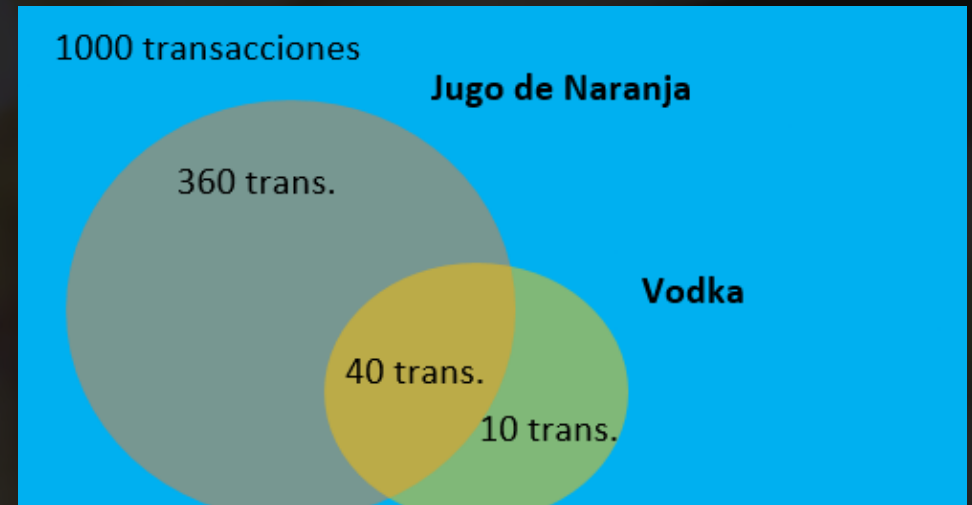 1000 transacciones
Jugo de Naranja
360 trans.
Vodka
40 trans.
10 trans.